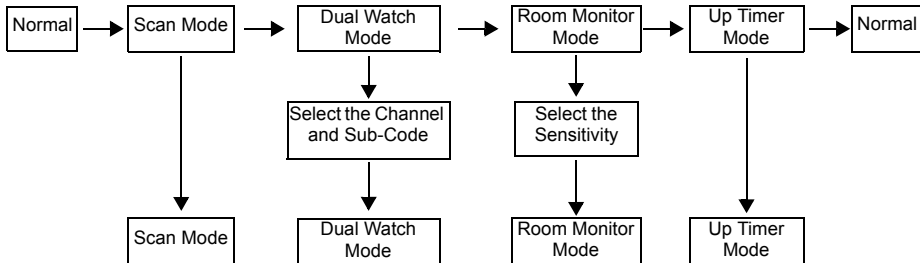 Normal
Scan Mode
Dual Watch
Mode
Room Monitor
Mode
Up Timer
Mode
Normal
Select the Channel
and Sub-Code
Select the
Sensitivity
Scan Mode
Dual Watch
Mode
Room Monitor
Mode
Up Timer
Mode